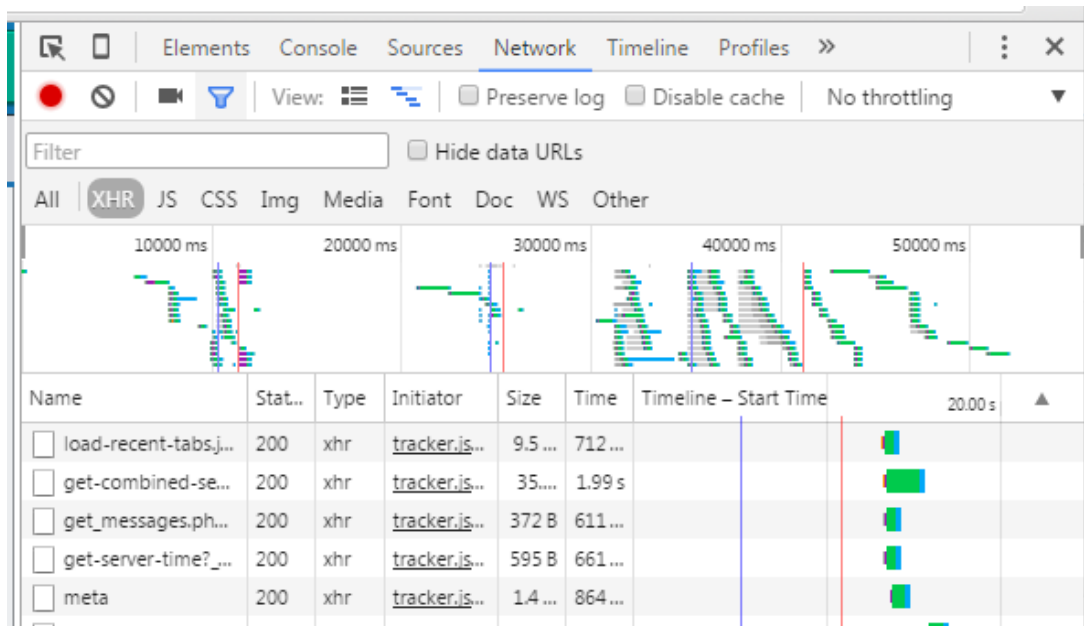 Elements Console Sources Network Timeline Profiles »
View: Preserve log Disable cache No throttling
Filter Hide data URLs
All XHR JS CSS Img Media Font Doc WS Other
10000 ms 20000 ms 30000 ms 40000 ms 50000 ms
Name Stat... Type Initiator Size Time Timeline – Start Time 20.00 s
load-recent-tabs.j... 200 xhr tracker.js... 9.5 ... 712 ...
get-combined-se... 200 xhr tracker.js... 35.... 1.99 s
get_messages.ph... 200 xhr tracker.js... 372 B 611 ...
get-server-time?_... 200 xhr tracker.js... 595 B 661 ...
meta 200 xhr tracker.js... 1.4 ... 864 ...